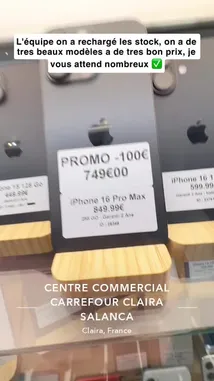 L'équipe on a rechargé les stock, on a de
tres beaux modèles a de tres bon prix, je
vous attend nombreux ✅
PROMO -100€
749€00
iPhone 16 Pro Max
849.99€
iPhone 15 128 Go
iPhone 16 1
599.99
CENTRE COMMERCIAL
CARREFOUR CLAIRA
SALANCA
Claira, France